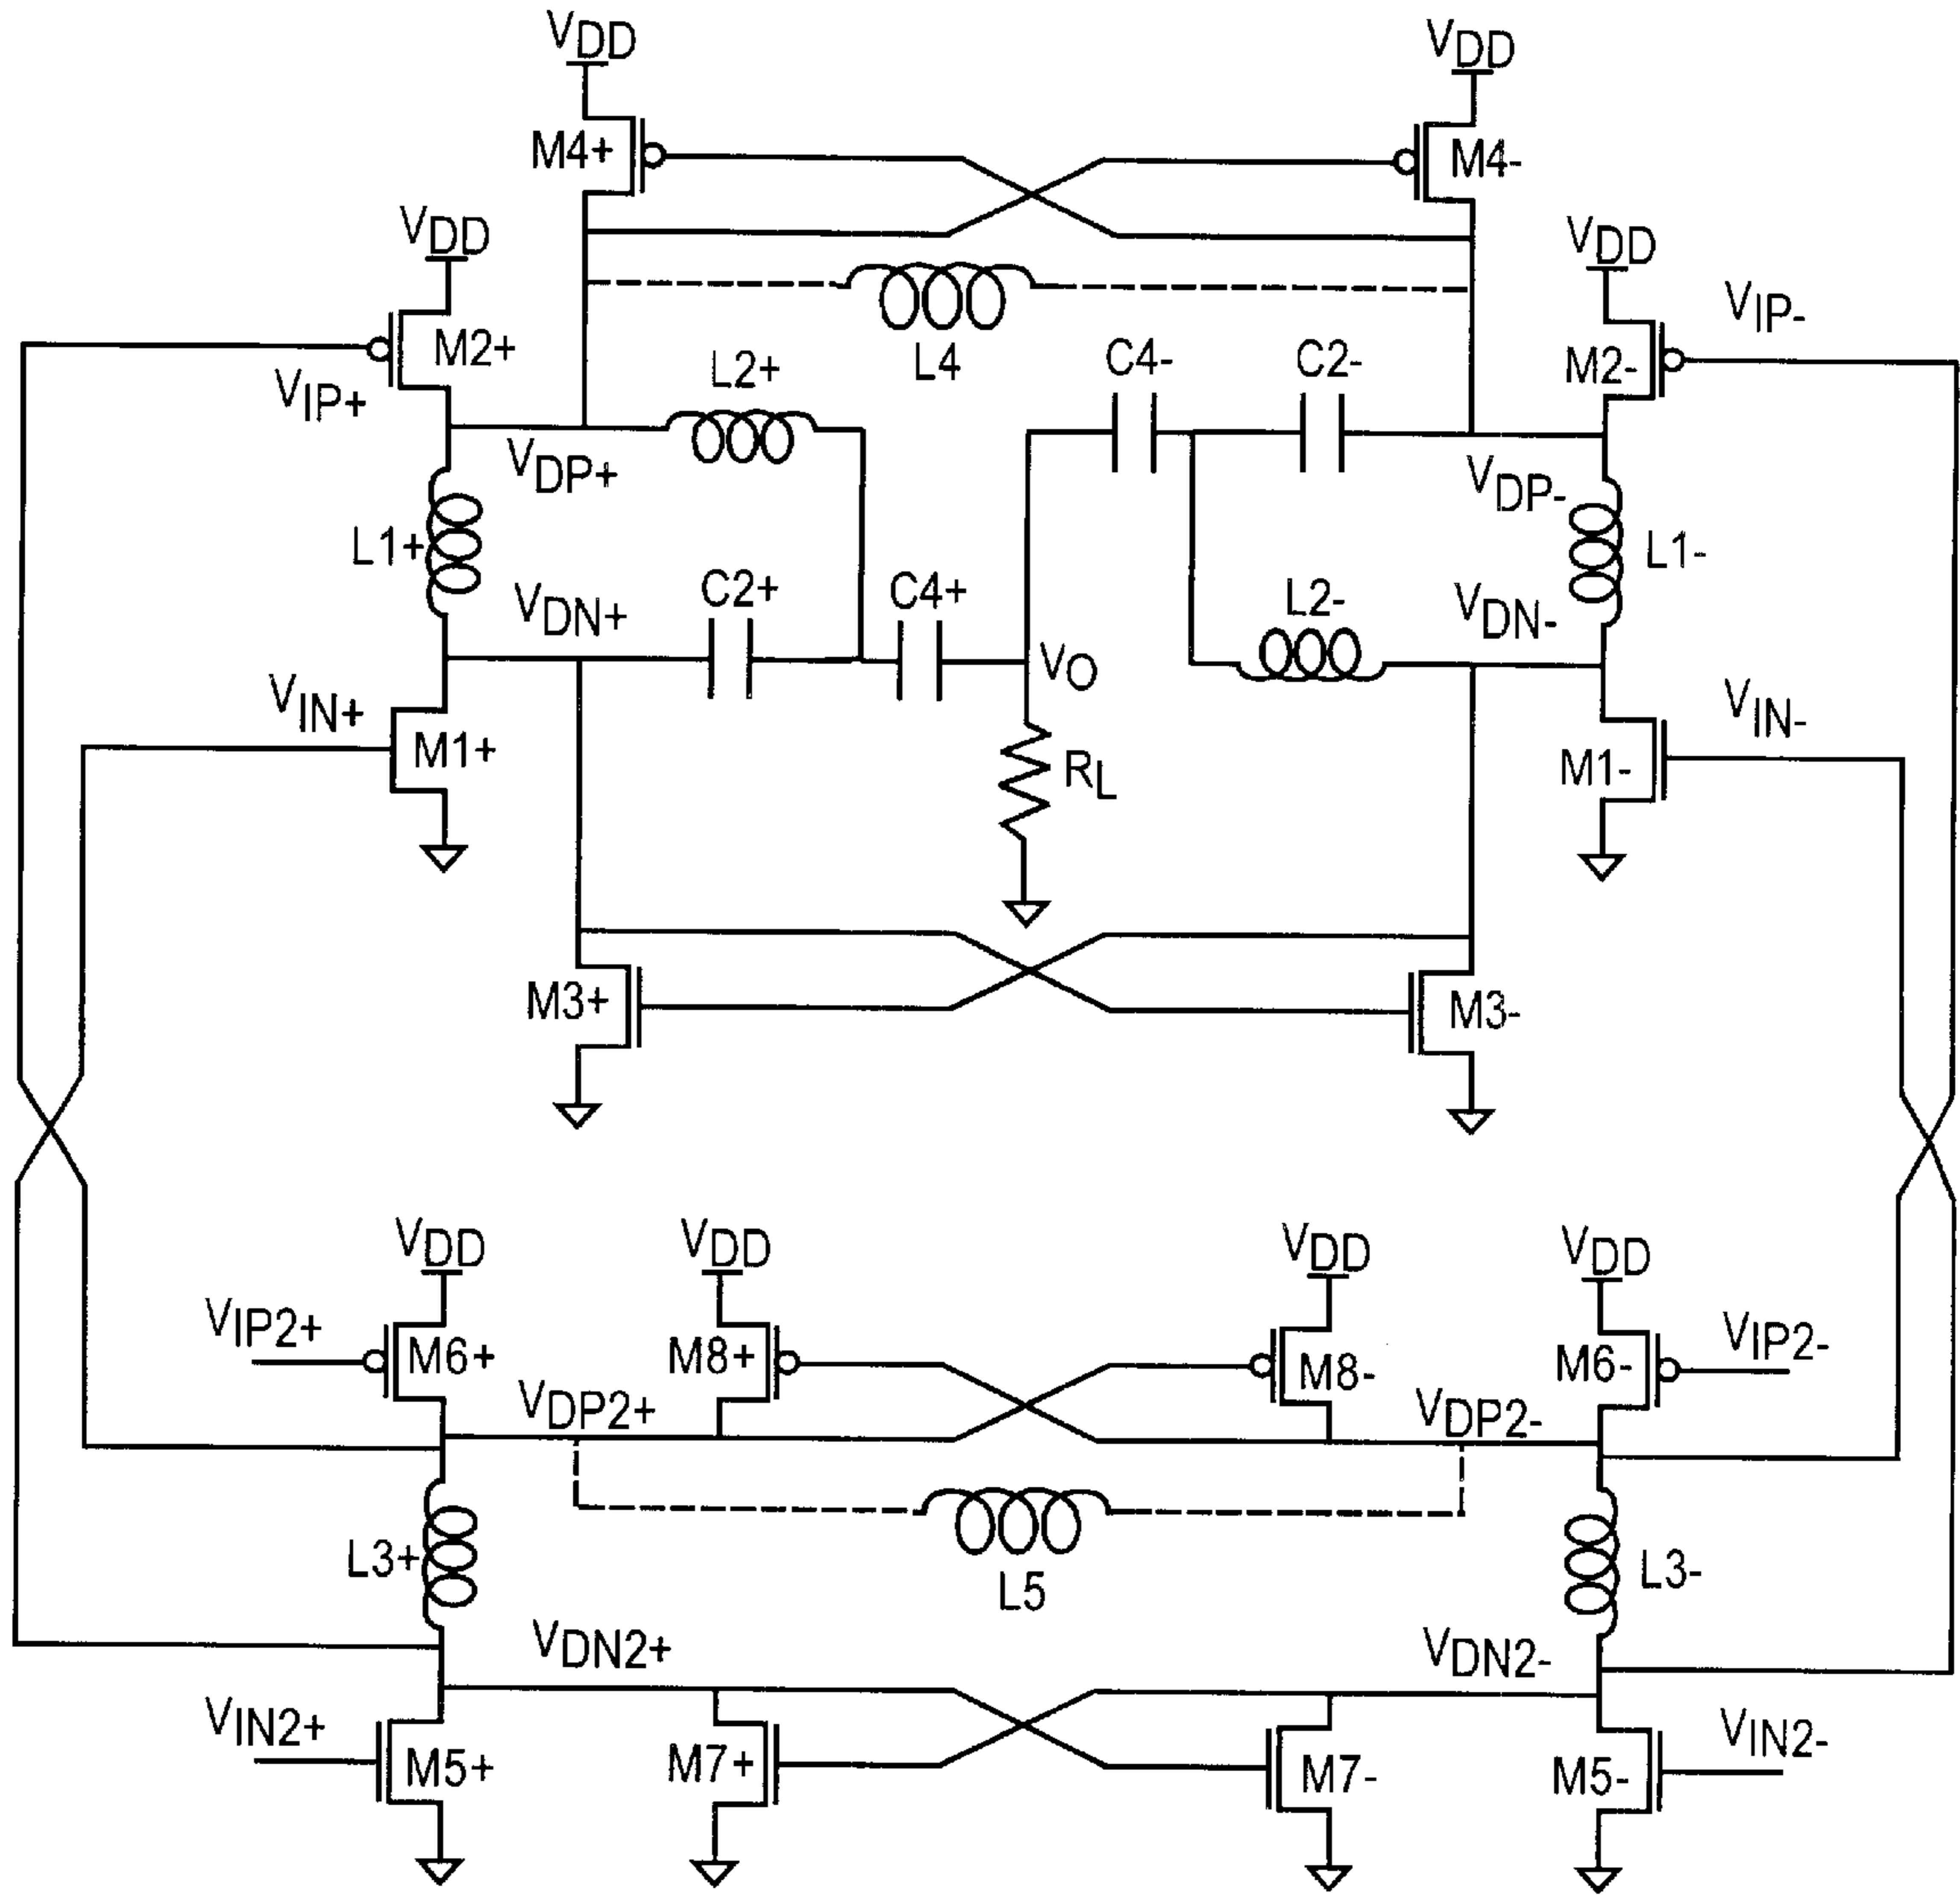 VDD
VDD
M4+
M4-
VDD
VDD
VIP-
M2+
L4
C4-
C2-
M2-
VIP+
L2+
VDP+
VDP-
L1+
L1-
C2+
C4+
L2-
VDN+
VDN-
VO
VIN+
VIN-
M1+
RL
M1-
M3+
M3-
VDD
VDD
VDD
VDD
VIP2+
M6+
M8+
M8-
M6-
VIP2-
VDP2+
VDP2-
L3+
L5
L3-
VDN2+
VDN2-
VIN2+
VIN2-
M5+
M7+
M7-
M5-